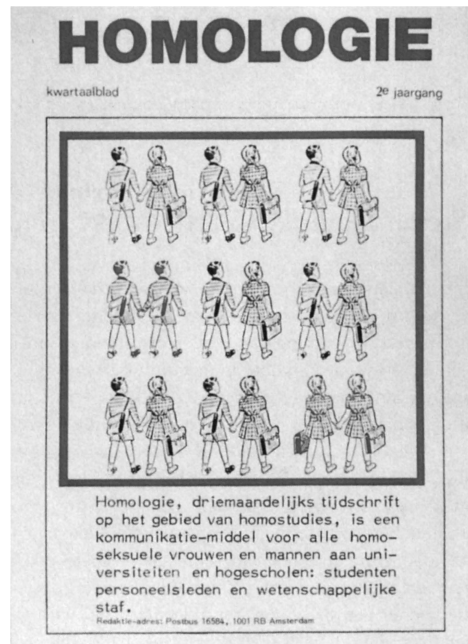 HOMOLOGIE
kwartaalblad 2e jaargang
Homologie, driemaandelijks tijdschrift
op het gebied van homostudies, is een
kommunikatie-middel voor alle homo-
seksuele vrouwen en mannen aan uni-
versiteiten en hogescholen: studenten
personeelsleden en wetenschappelijke
staf.
Redaktie-adres: Postbus 16584, 1001 RB Amsterdam